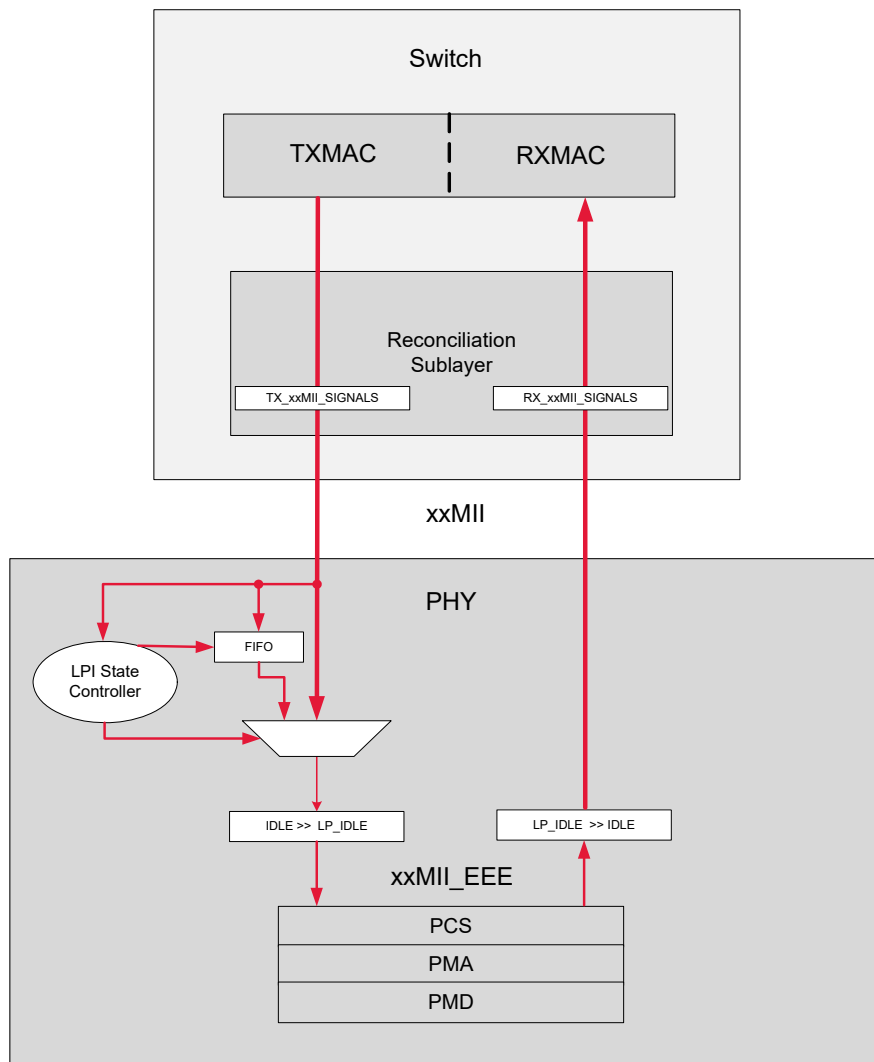 Switch
TXMAC
RXMAC
Reconciliation
Sublayer
TX_xxMII_SIGNALS
RX_xxMII_SIGNALS
xxMII
PHY
FIFO
LPI State
Controller
IDLE >> LP_IDLE
LP_IDLE >> IDLE
xxMII_EEE
PCS
PMA
PMD